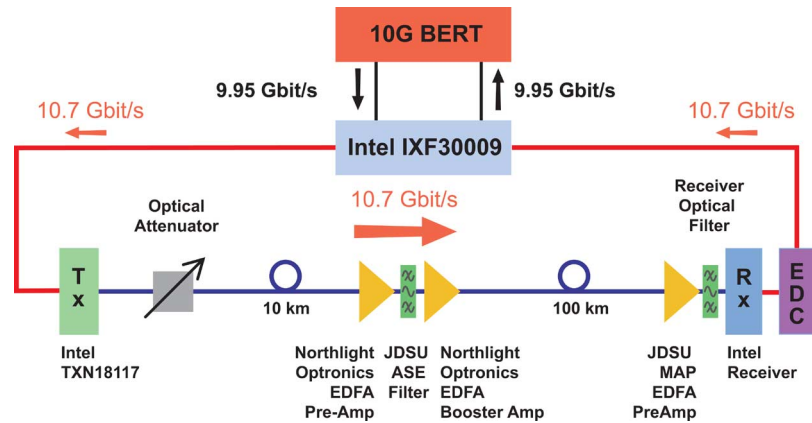 10G BERT
9.95 Gbit/s
9.95 Gbit/s
10.7 Gbit/s
10.7 Gbit/s
Intel IXF30009
10.7 Gbit/s
Receiver
Optical
Filter
Optical
Attenuator
T
x
10 km
100 km
R
x
E
D
C
Intel
TXN18117
Northlight
Optronics
EDFA
Pre-Amp
JDSU
ASE
Filter
Northlight
Optronics
EDFA
Booster Amp
JDSU
MAP
EDFA
PreAmp
Intel
Receiver